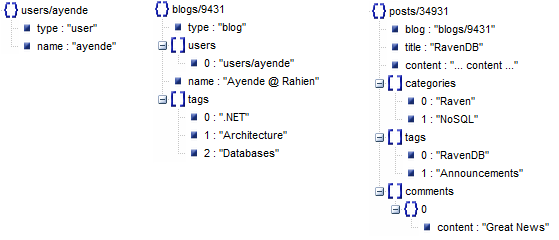 users/ayende
type : "user"
name : "ayende"
blogs/9431
type : "blog"
users
0 : "users/ayende"
name : "Ayende @ Rahien"
tags
0 : ".NET"
1 : "Architecture"
2 : "Databases"
posts/34931
blog : "blogs/9431"
title : "RavenDB"
content : "... content ..."
categories
0 : "Raven"
1 : "NoSQL"
tags
0 : "RavenDB"
1 : "Announcements"
comments
0
content : "Great News"